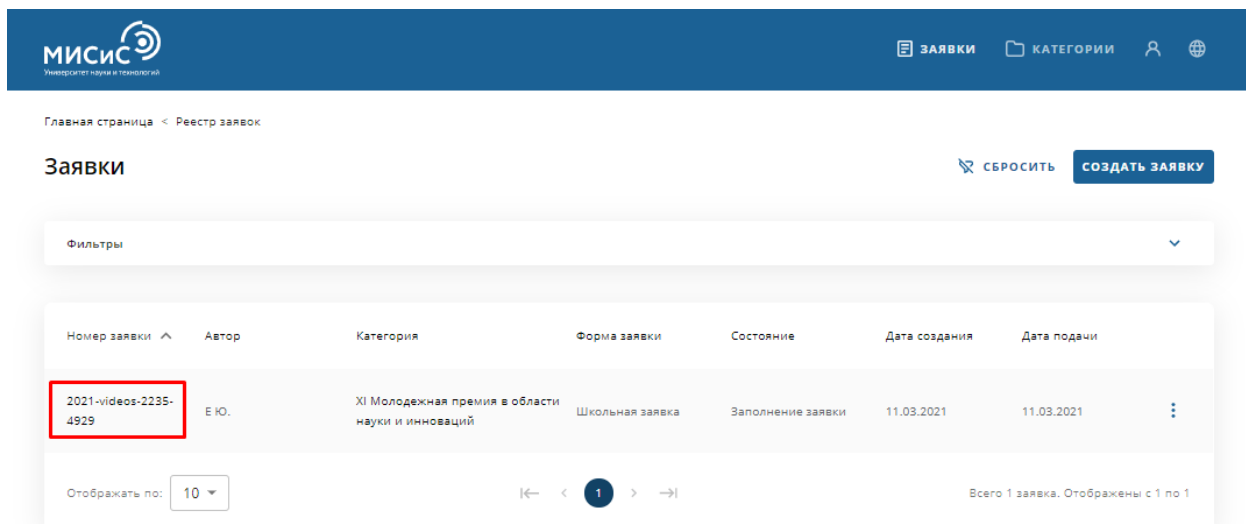 МИСиС
Университет науки и технологий
ЗАЯВКИ КАТЕГОРИИ
Главная страница < Реестр заявок
Заявки
СБРОСИТЬ СОЗДАТЬ ЗАЯВКУ
Фильтры
Номер заявки Автор Категория Форма заявки Состояние Дата создания Дата подачи
2021-videos-2235-
4929
Е Ю.
XI Молодежная премия в области
науки и инноваций
Школьная заявка Заполнение заявки 11.03.2021 11.03.2021
Отображать по: 10 1 Всего 1 заявка. Отображены с 1 по 1